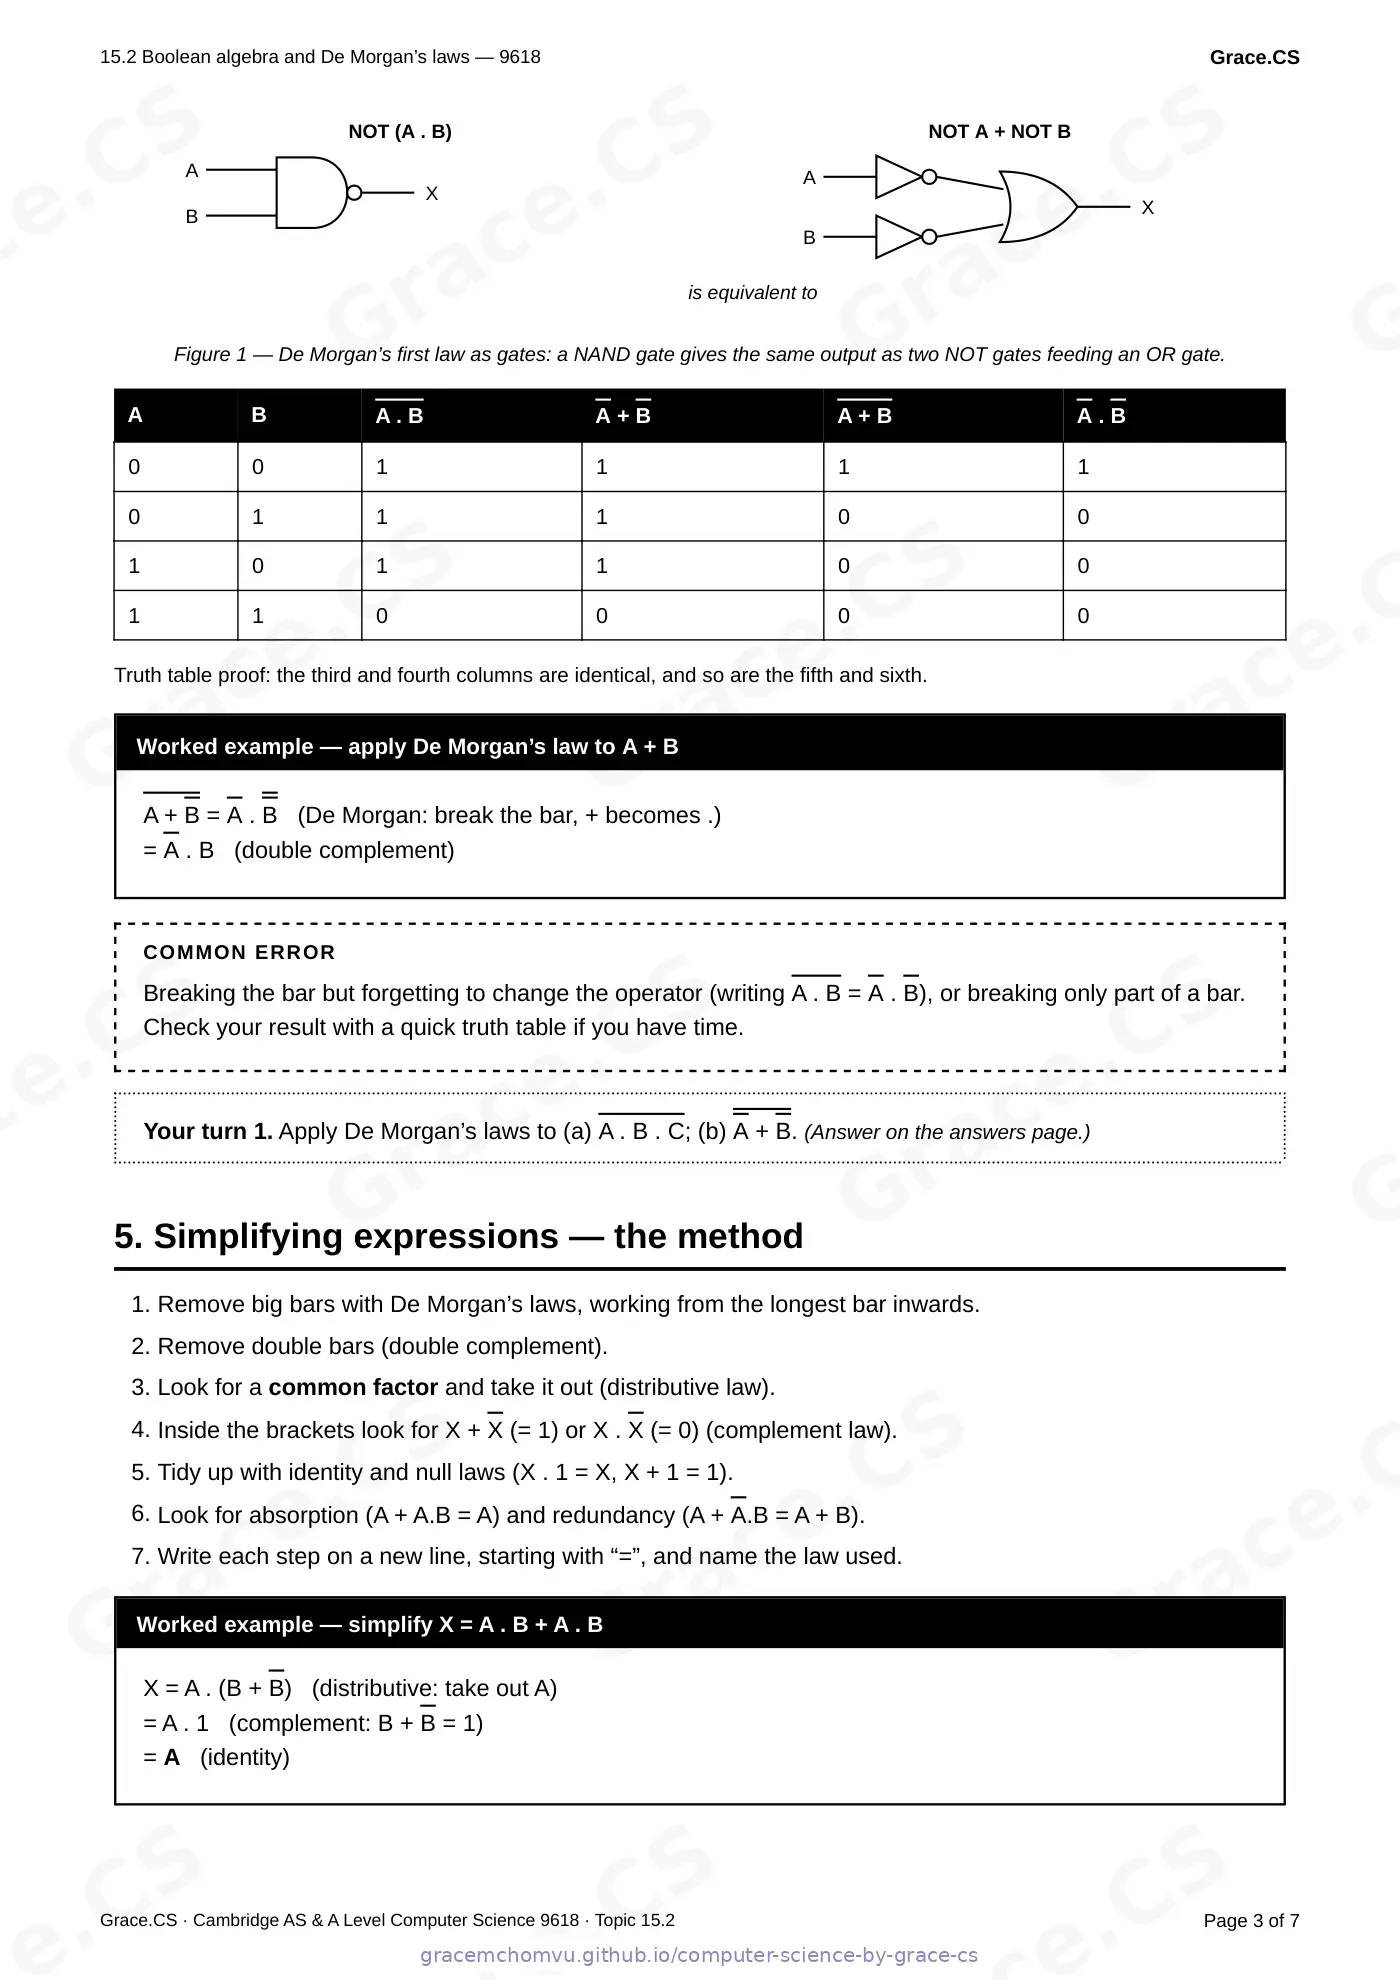 15.2 Boolean algebra and De Morgan’s laws — 9618
Grace.CS
NOT (A . B)
NOT A + NOT B
A
B
X
A
B
X
is equivalent to
Figure 1 — De Morgan’s first law as gates: a NAND gate gives the same output as two NOT gates feeding an OR gate.
A B A̅ ̅.̅ ̅B̅ A̅ + B̅ A̅ ̅+̅ ̅B̅ A̅ . B̅
0 0 1 1 1 1
0 1 1 1 0 0
1 0 1 1 0 0
1 1 0 0 0 0
Truth table proof: the third and fourth columns are identical, and so are the fifth and sixth.
Worked example — apply De Morgan’s law to A + B
A̅ ̅+̅ ̅B̅̅ = A̅ . B̅̅ (De Morgan: break the bar, + becomes .)
= A̅ . B (double complement)
COMMON ERROR
Breaking the bar but forgetting to change the operator (writing A̅ ̅.̅ ̅B̅ = A̅ . B̅), or breaking only part of a bar.
Check your result with a quick truth table if you have time.
Your turn 1. Apply De Morgan’s laws to (a) A̅ ̅.̅ ̅B̅ ̅.̅ ̅C̅; (b) A̅̅ ̅+̅ ̅B̅̅. (Answer on the answers page.)
5. Simplifying expressions — the method
1. Remove big bars with De Morgan’s laws, working from the longest bar inwards.
2. Remove double bars (double complement).
3. Look for a common factor and take it out (distributive law).
4. Inside the brackets look for X + X̅ (= 1) or X . X̅ (= 0) (complement law).
5. Tidy up with identity and null laws (X . 1 = X, X + 1 = 1).
6. Look for absorption (A + A.B = A) and redundancy (A + A̅.B = A + B).
7. Write each step on a new line, starting with “=”, and name the law used.
Worked example — simplify X = A . B + A . B
X = A . (B + B̅) (distributive: take out A)
= A . 1 (complement: B + B̅ = 1)
= A (identity)
Grace.CS · Cambridge AS & A Level Computer Science 9618 · Topic 15.2
Page 3 of 7
gracemchomvu.github.io/computer-science-by-grace-cs